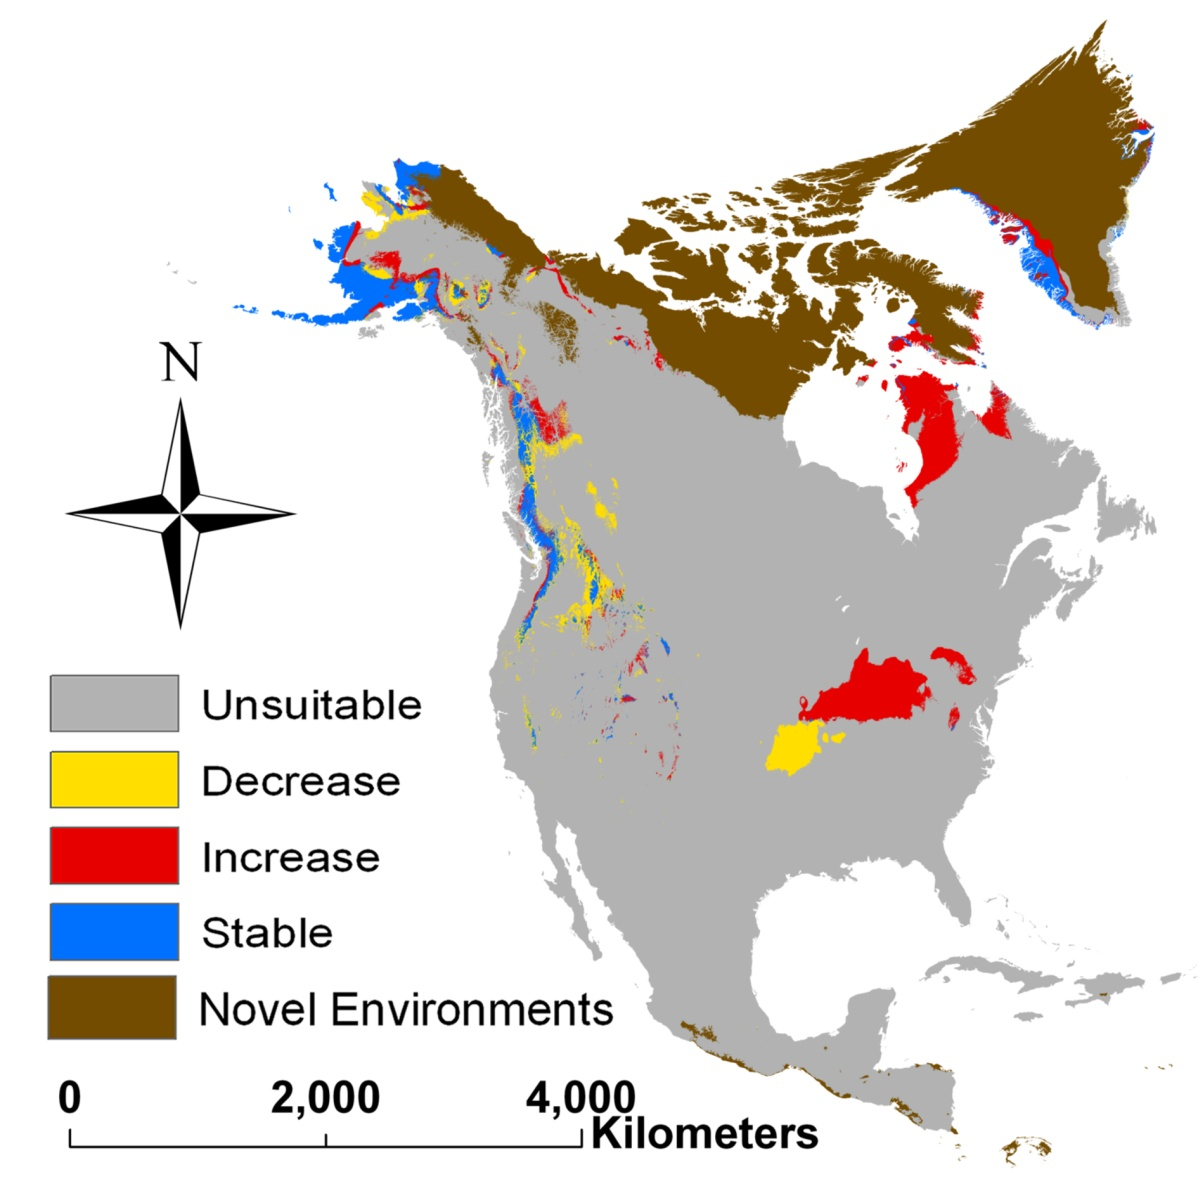 N
Unsuitable
Decrease
Increase
Stable
Novel Environments
0 2,000 4,000
Kilometers